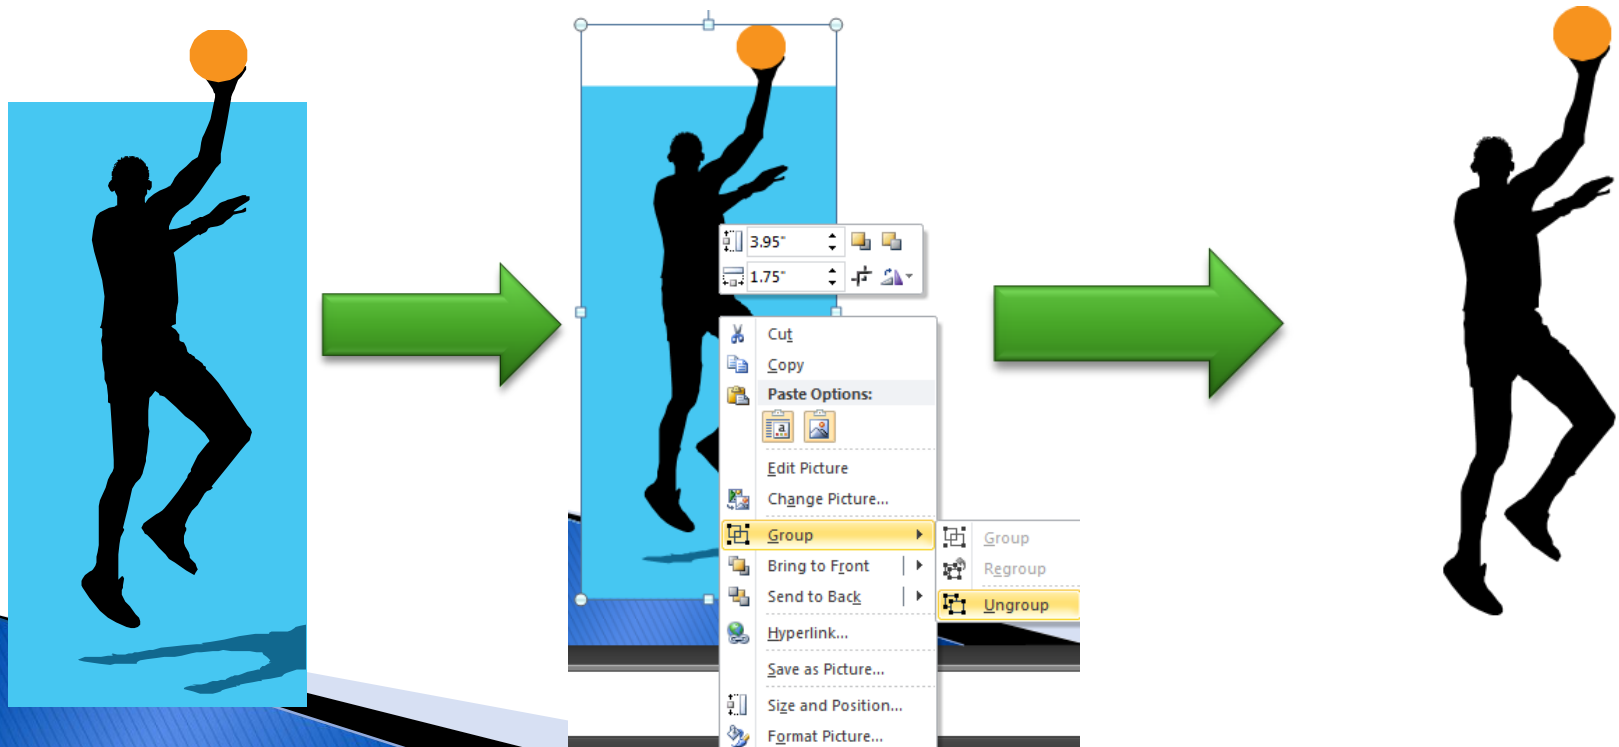 3.95"
1.75"
Cut
Copy
Paste Options:
a
Edit Picture
Change Picture...
Group
Bring to Front
Send to Back
Hyperlink...
Save as Picture...
Size and Position...
Format Picture...
Group
Regroup
Ungroup